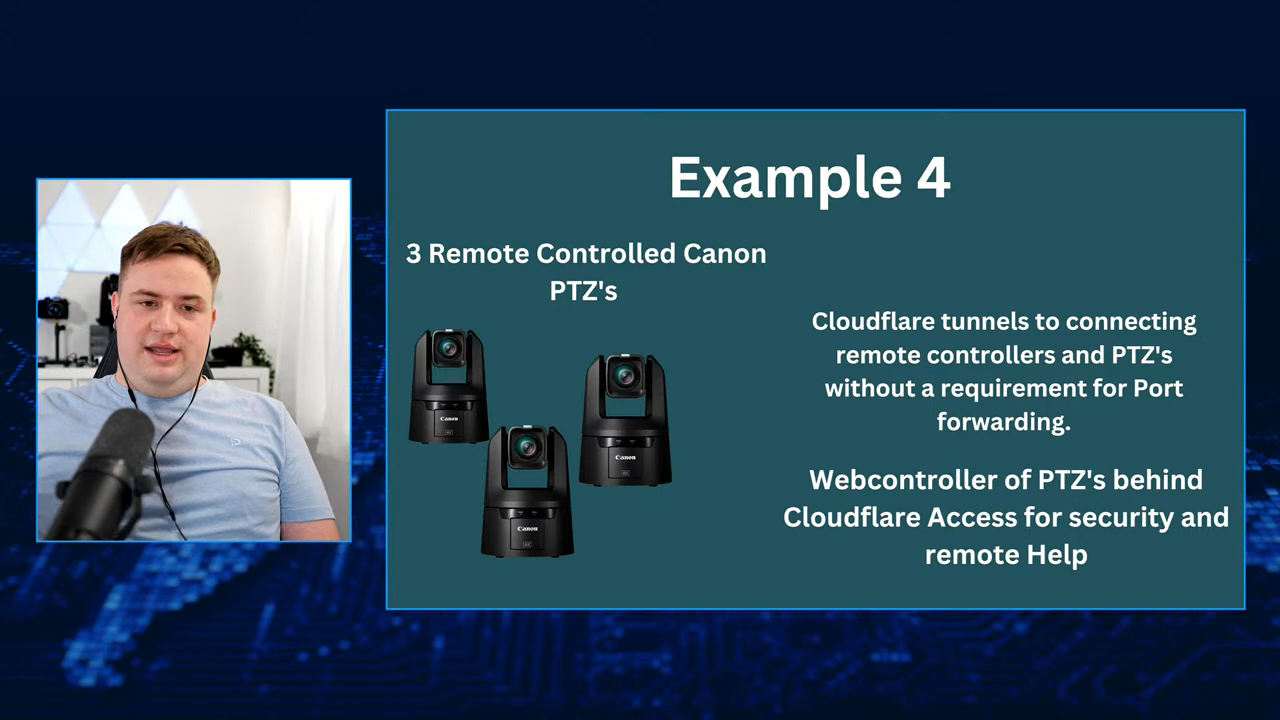 Example 4
3 Remote Controlled Canon
PTZ's
Canon
Canon
Canon
Cloudflare tunnels to connecting
remote controllers and PTZ's
without a requirement for Port
forwarding.
Webcontroller of PTZ's behind
Cloudflare Access for security and
remote Help